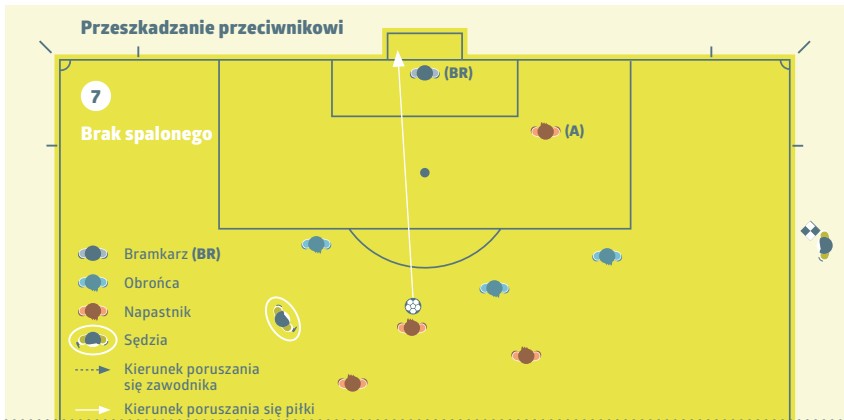 Przeszkadzanie przeciwnikowi
(BR)
7
(A)
Brak spalonego
Bramkarz (BR)
Obrońca
Napastnik
Sędzia
Kierunek poruszania
się zawodnika
Kierunek poruszania się piłki